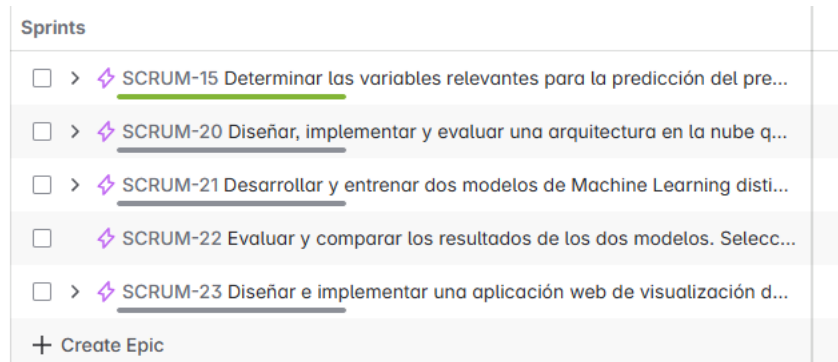 Sprints
SCRUM-15 Determinar las variables relevantes para la predicción del pre...
SCRUM-20 Diseñar, implementar y evaluar una arquitectura en la nube q...
SCRUM-21 Desarrollar y entrenar dos modelos de Machine Learning disti...
SCRUM-22 Evaluar y comparar los resultados de los dos modelos. Selecc...
SCRUM-23 Diseñar e implementar una aplicación web de visualización d...
+ Create Epic